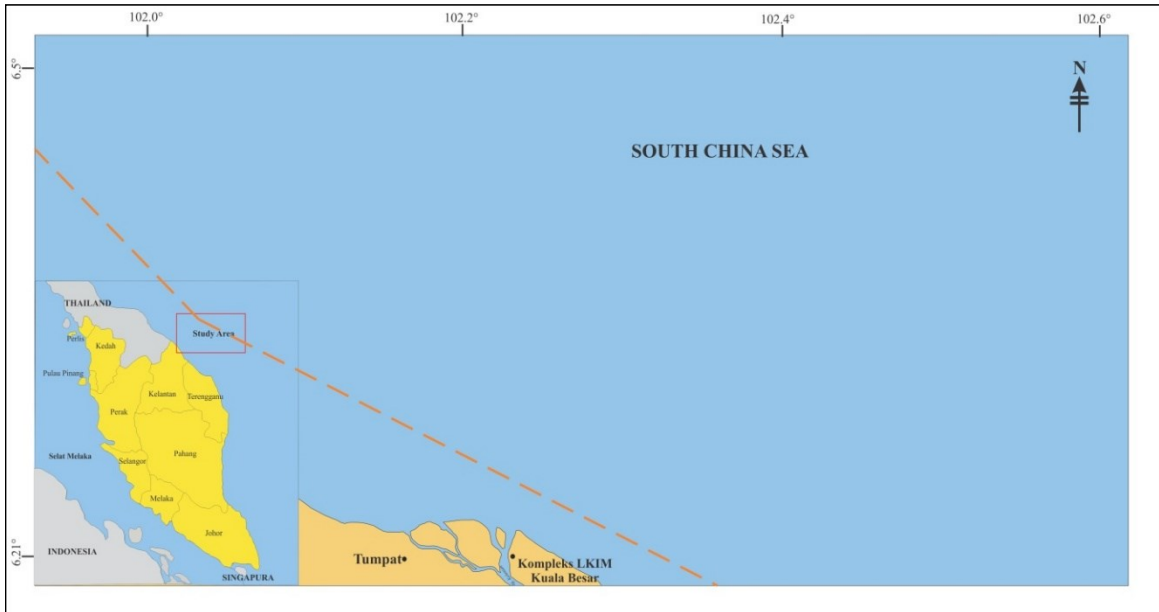 102.0°
102.2°
102.4°
102.6°
6.5°
N
SOUTH CHINA SEA
THAILAND
Study Area
Perlis
Kedah
Pulau Pinang
Kelantan
Terengganu
Perak
Selat Melaka
Pahang
Selangor
Melaka
Johor
INDONESIA
SINGAPURA
6.21
Tumpat
Kompleks LKIM
Kuala Besar